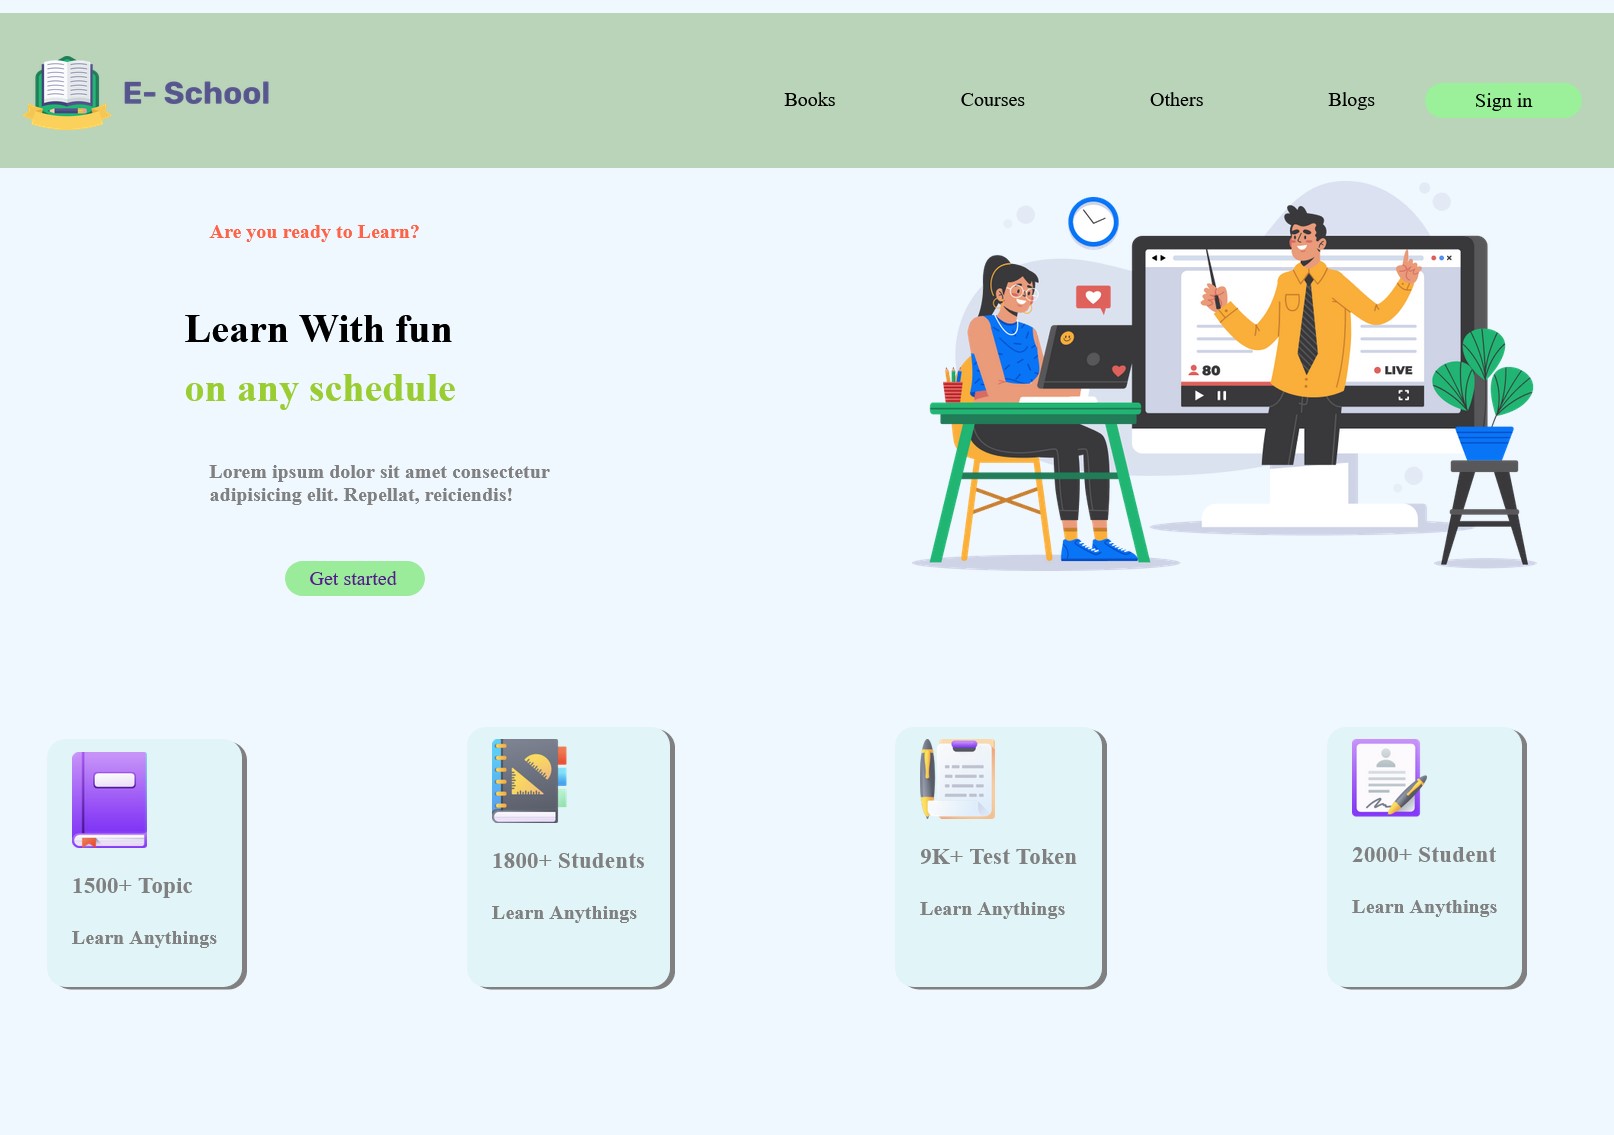 E- School
Books
Courses
Others
Blogs
Sign in
Are you ready to Learn?
Learn With fun
on any schedule
Lorem ipsum dolor sit amet consectetur
adipisicing elit. Repellat, reiciendis!
Get started
80
LIVE
1500+ Topic
Learn Anythings
1800+ Students
Learn Anythings
9K+ Test Token
Learn Anythings
2000+ Student
Learn Anythings